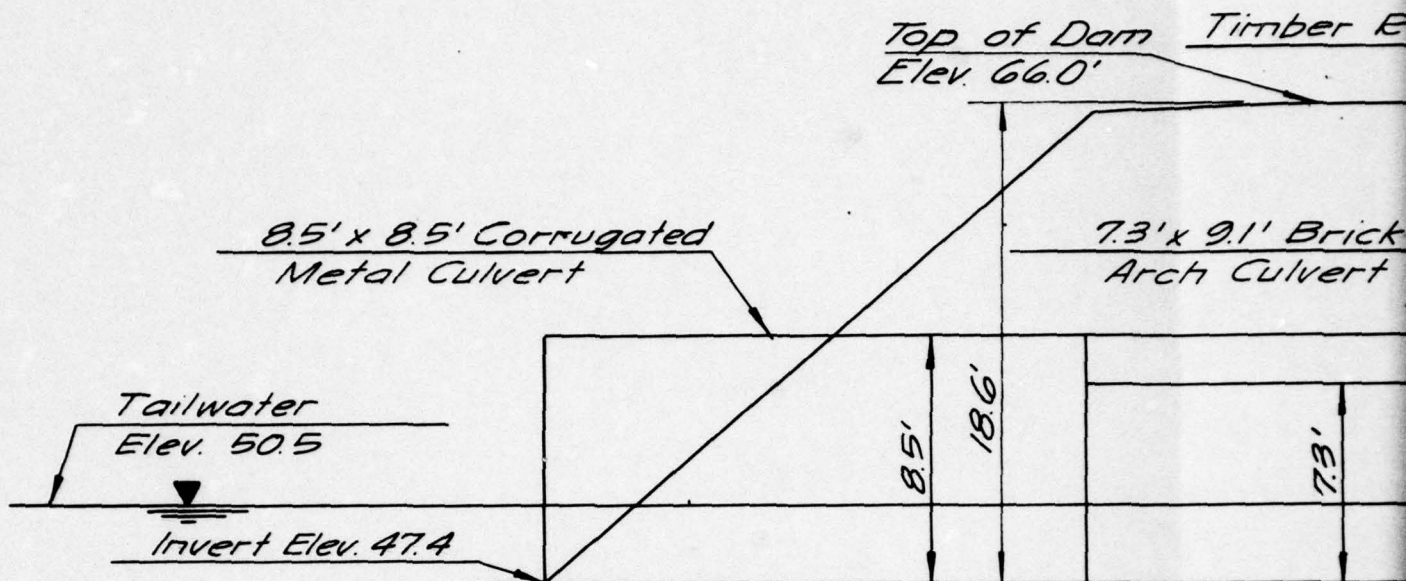 Top of Dam
Elev. 66.0'
Timber
8.5' x 8.5' Corrugated
Metal Culvert
7.3' x 9.1' Brick
Arch Culvert
Tailwater
Elev. 50.5
8.5'
18.6'
7.3'
Invert Elev. 47.4